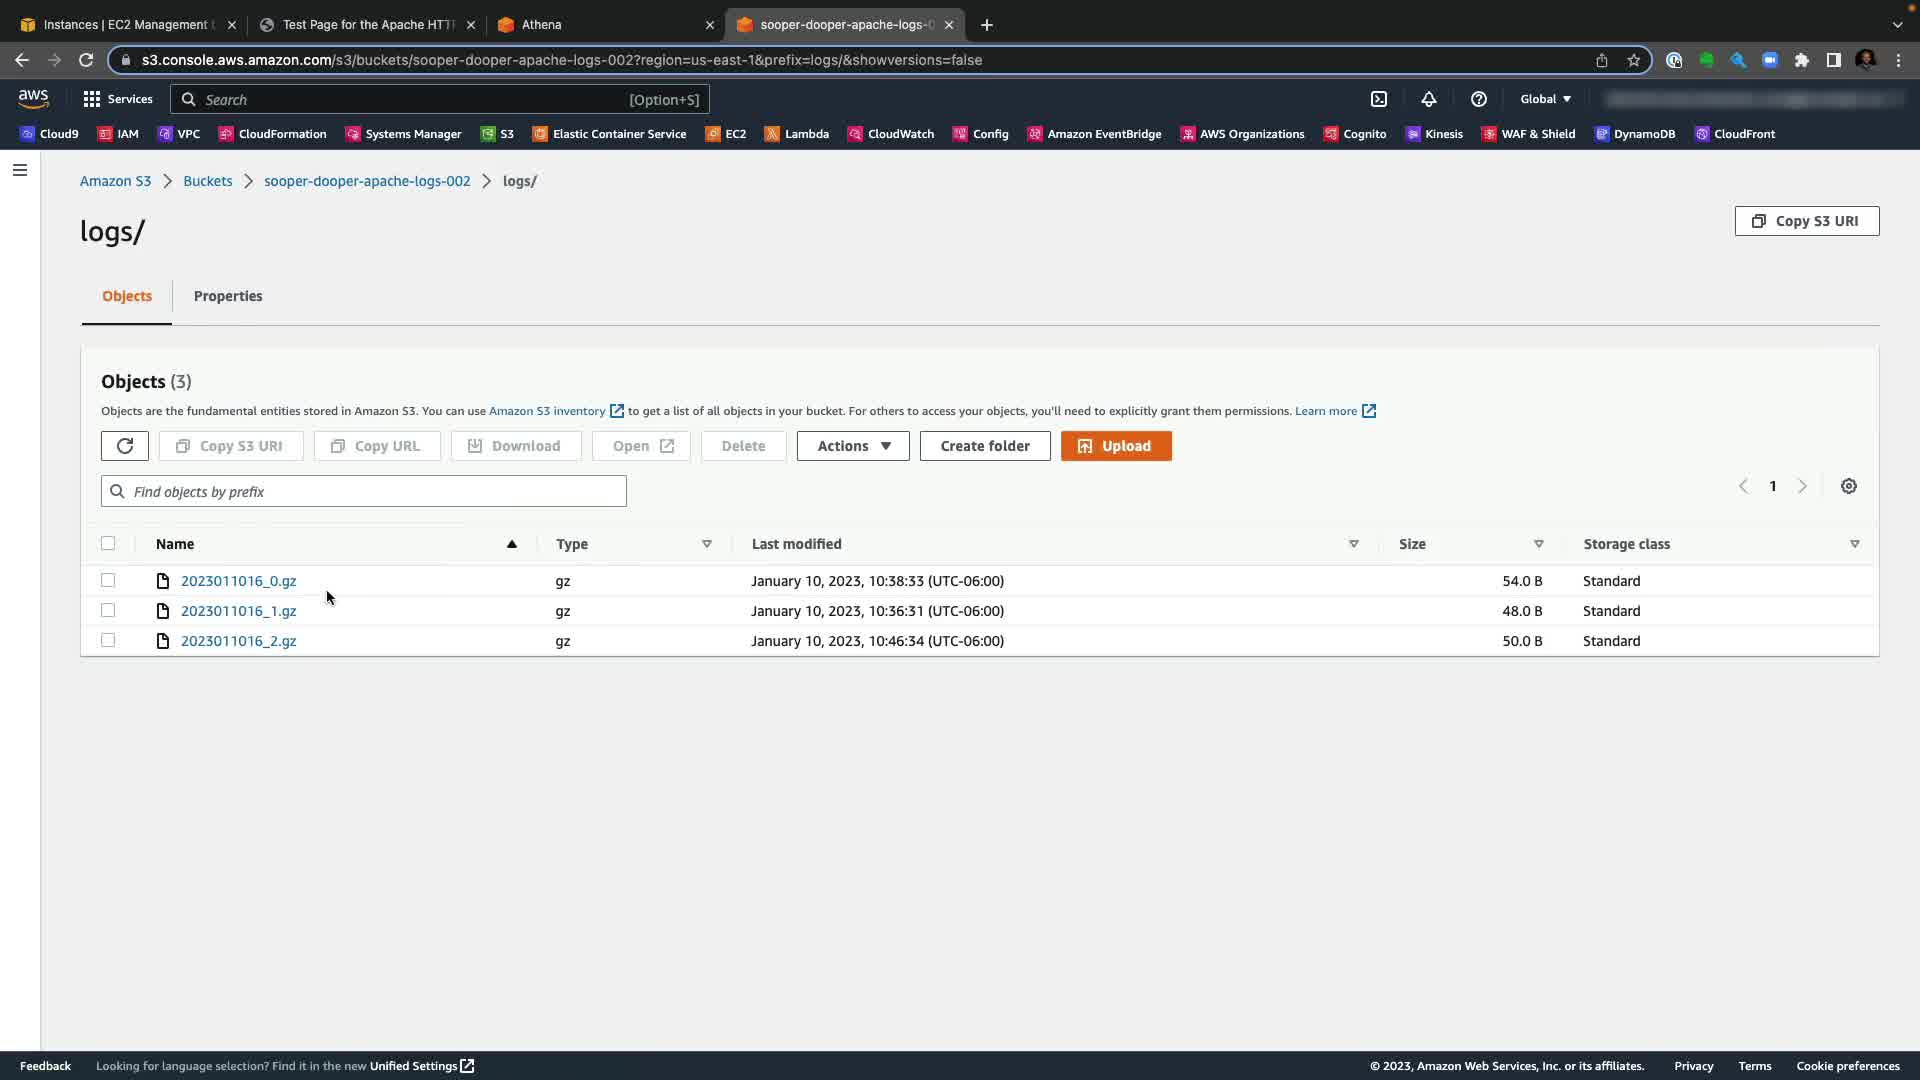 Instances | EC2 Management
Test Page for the Apache HTT
Athena
sooper-dooper-apache-logs-0
s3.console.aws.amazon.com/s3/buckets/sooper-dooper-apache-logs-002?region=us-east-1&prefix=logs/&showversions=false
aws
Services
Search
[Option+S]
Global
Cloud9
IAM
VPC
CloudFormation
Systems Manager
S3
Elastic Container Service
EC2
Lambda
CloudWatch
Config
Amazon EventBridge
AWS Organizations
Cognito
Kinesis
WAF & Shield
DynamoDB
CloudFront
Amazon S3 > Buckets > sooper-dooper-apache-logs-002 > logs/
logs/
Copy S3 URI
Objects
Properties
Objects (3)
Objects are the fundamental entities stored in Amazon S3. You can use Amazon S3 inventory to get a list of all objects in your bucket. For others to access your objects, you'll need to explicitly grant them permissions. Learn more
Copy S3 URI
Copy URL
Download
Open
Delete
Actions
Create folder
Upload
Find objects by prefix
1
Name Type Last modified Size Storage class
2023011016_0.gz gz January 10, 2023, 10:38:33 (UTC-06:00) 54.0 B Standard
2023011016_1.gz gz January 10, 2023, 10:36:31 (UTC-06:00) 48.0 B Standard
2023011016_2.gz gz January 10, 2023, 10:46:34 (UTC-06:00) 50.0 B Standard
Feedback
Looking for language selection? Find it in the new Unified Settings
© 2023, Amazon Web Services, Inc. or its affiliates.
Privacy
Terms
Cookie preferences